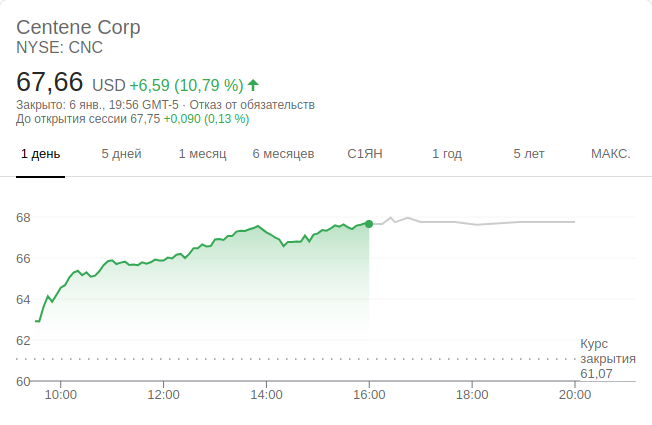 Centene Corp
NYSE: CNC
67,66 USD +6,59 (10,79 %)
Закрыто: 6 янв., 19:56 GMT-5 · Отказ от обязательств
До открытия сессии 67,75 +0,090 (0,13 %)
1 день 5 дней 1 месяц 6 месяцев С1ЯН 1 год 5 лет МАКС.
68
66
64
62
Курс
закрытия
61,07
60
10:00 12:00 14:00 16:00 18:00 20:00